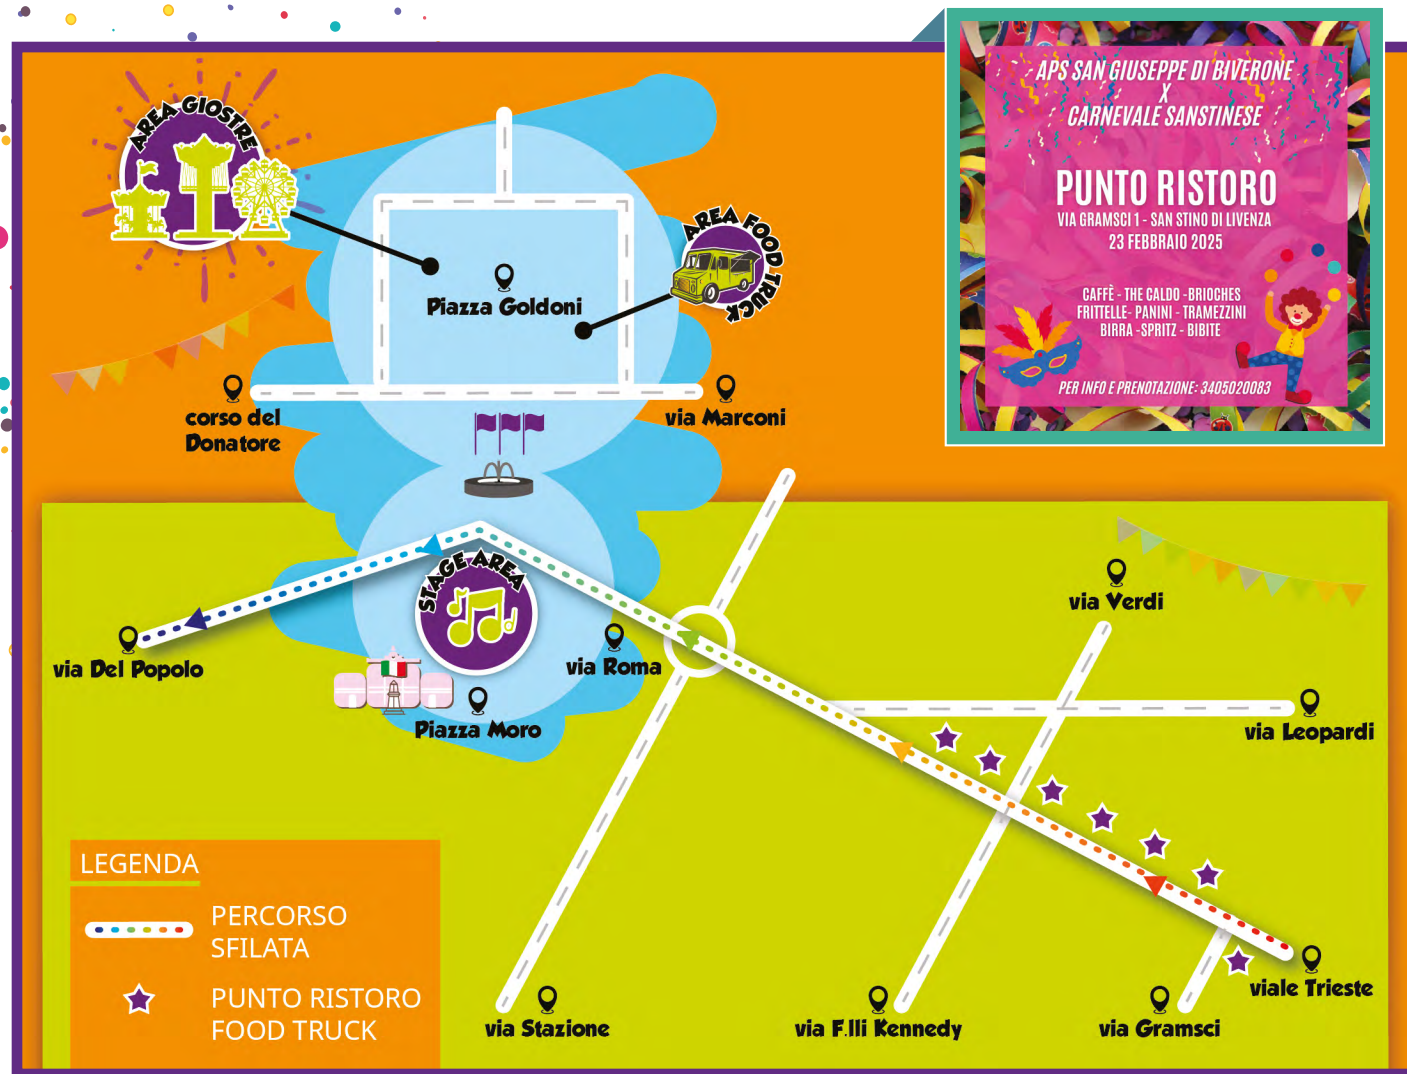 AREA GIOSTRE
AREA FOOD TRUCK
Piazza Goldoni
corso del
Donatore
via Marconi
APS SAN GIUSEPPE DI BIVERONE
X
CARNEVALE SANSTINESE
PUNTO RISTORO
VIA GRAMSCI 1 - SAN STINO DI LIVENZA
23 FEBBRAIO 2025
CAFFÈ - THE CALDO -BRIOCHES
FRITTELLE- PANINI - TRAMEZZINI
BIRRA -SPRITZ - BIBITE
PER INFO E PRENOTAZIONE: 3405020083
STAGE AREA
via Verdi
via Del Popolo
via Roma
Piazza Moro
via Leopardi
LEGENDA
PERCORSO
SFILATA
PUNTO RISTORO
FOOD TRUCK
viale Trieste
via Stazione
via F.lli Kennedy
via Gramsci